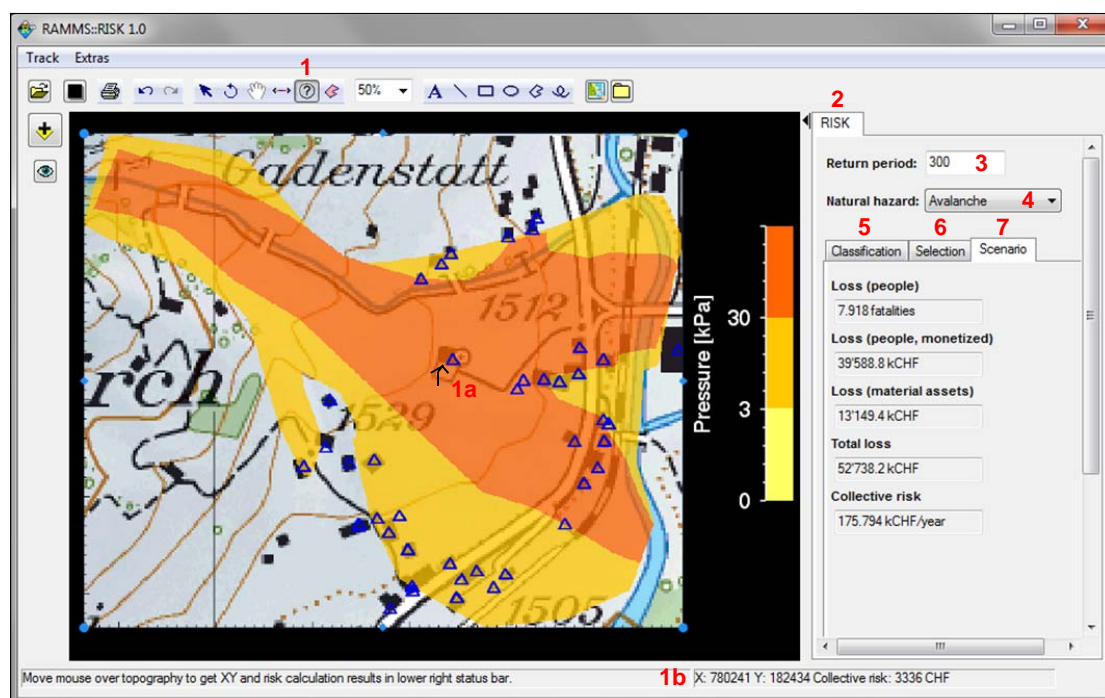 RAMMS::RISK 1.0
Track Extras
1
50%
A
2
RISK
Return period: 300 3
Natural hazard: Avalanche 4
5 6 7
Classification Selection Scenario
Loss (people)
7.918 fatalities
Loss (people, monetized)
39'588.8 kCHF
Loss (material assets)
13'149.4 kCHF
Total loss
52'738.2 kCHF
Collective risk
175.794 kCHF/year
Gadenstatt
1512
1a
rch
1529
1505
Pressure [kPa]
30
3
0
Move mouse over topography to get XY and risk calculation results in lower right status bar.
1b X: 780241 Y: 182434 Collective risk: 3336 CHF